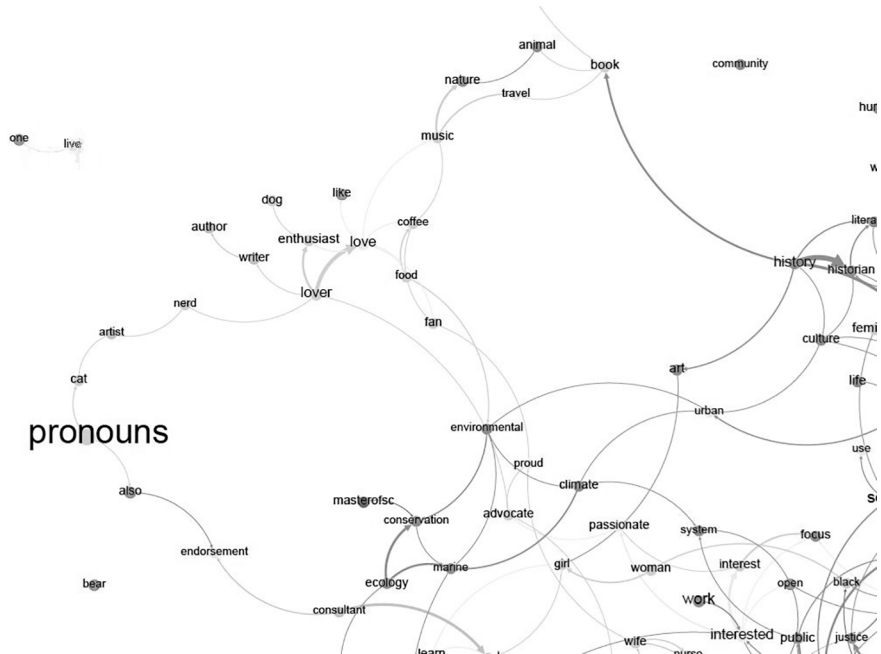 animal
book
community
nature
travel
music
one
live
dog
like
author
enthusiast
love
coffee
writer
history
historian
food
lover
nerd
fan
artist
culture
cat
art
life
urban
pronouns
environmental
use
proud
also
climate
masterofsc
conservation
advocate
passionate
system
focus
endorsement
marine
girl
woman
interest
bear
ecology
open
black
work
consultant
interested
public
justice
wife